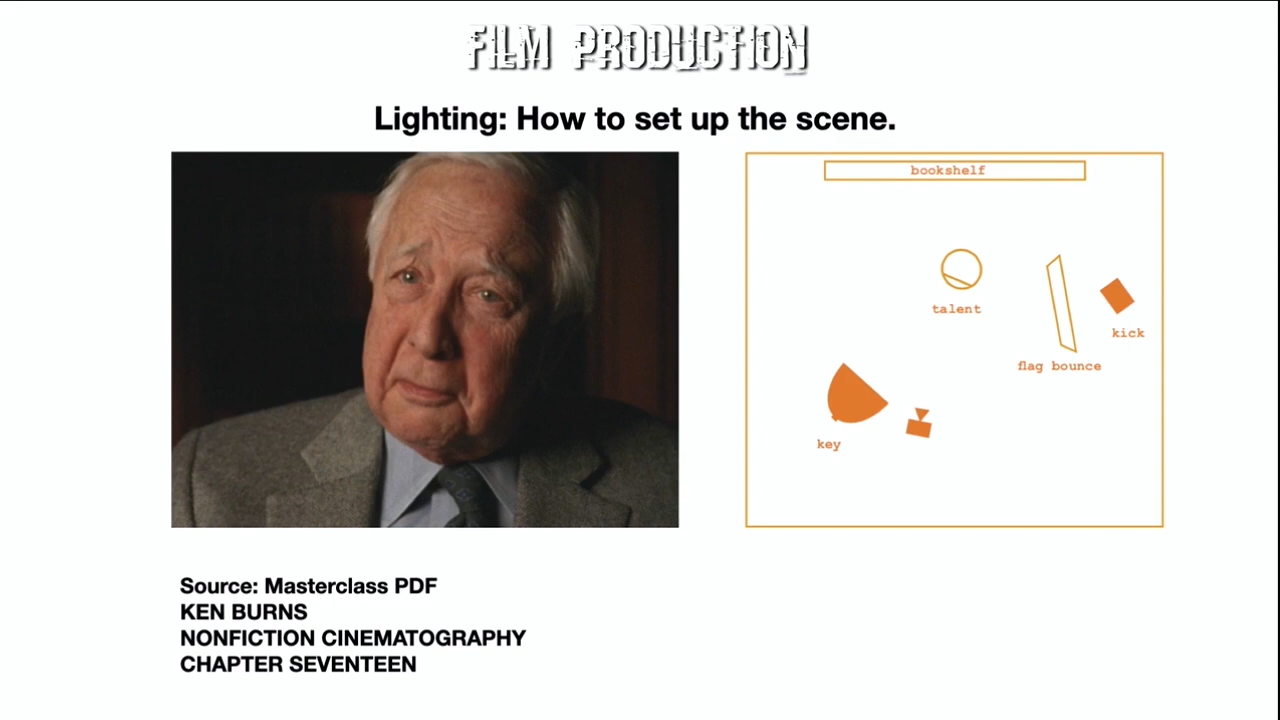 FILM PRODUCTION
Lighting: How to set up the scene.
bookshelf
talent
kick
flag bounce
key
Source: Masterclass PDF
KEN BURNS
NONFICTION CINEMATOGRAPHY
CHAPTER SEVENTEEN